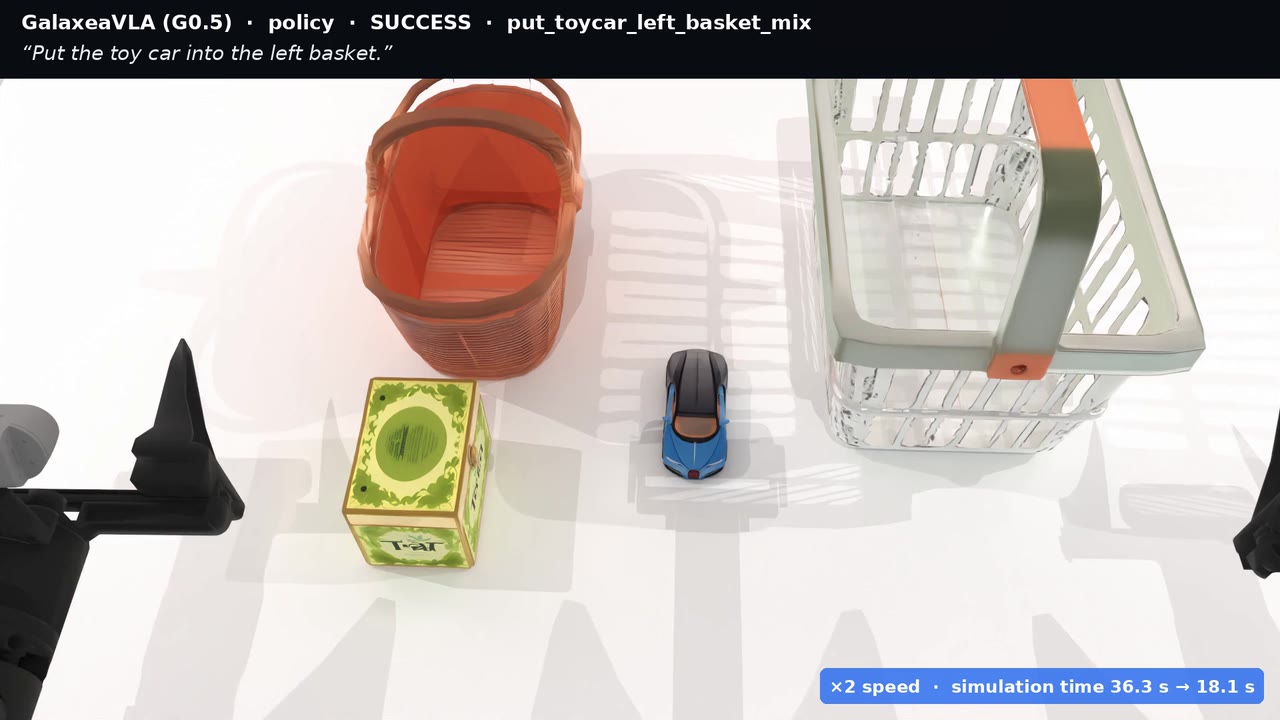 GalaxeaVLA (G0.5)  ·  policy  ·  SUCCESS  ·  put_toycar_left_basket_mix
“Put the toy car into the left basket.”
×2 speed  ·  simulation time 36.3 s → 18.1 s